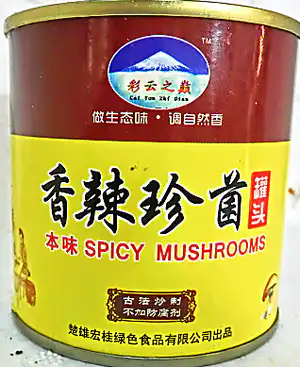 TM
彩云之巅
Cai Yun Zhi Dian
做生态味·调自然香
香辣珍菌
罐头
本味 SPICY MUSHROOMS
古法炒制
不加防腐剂
楚雄宏桂绿色食品有限公司出品